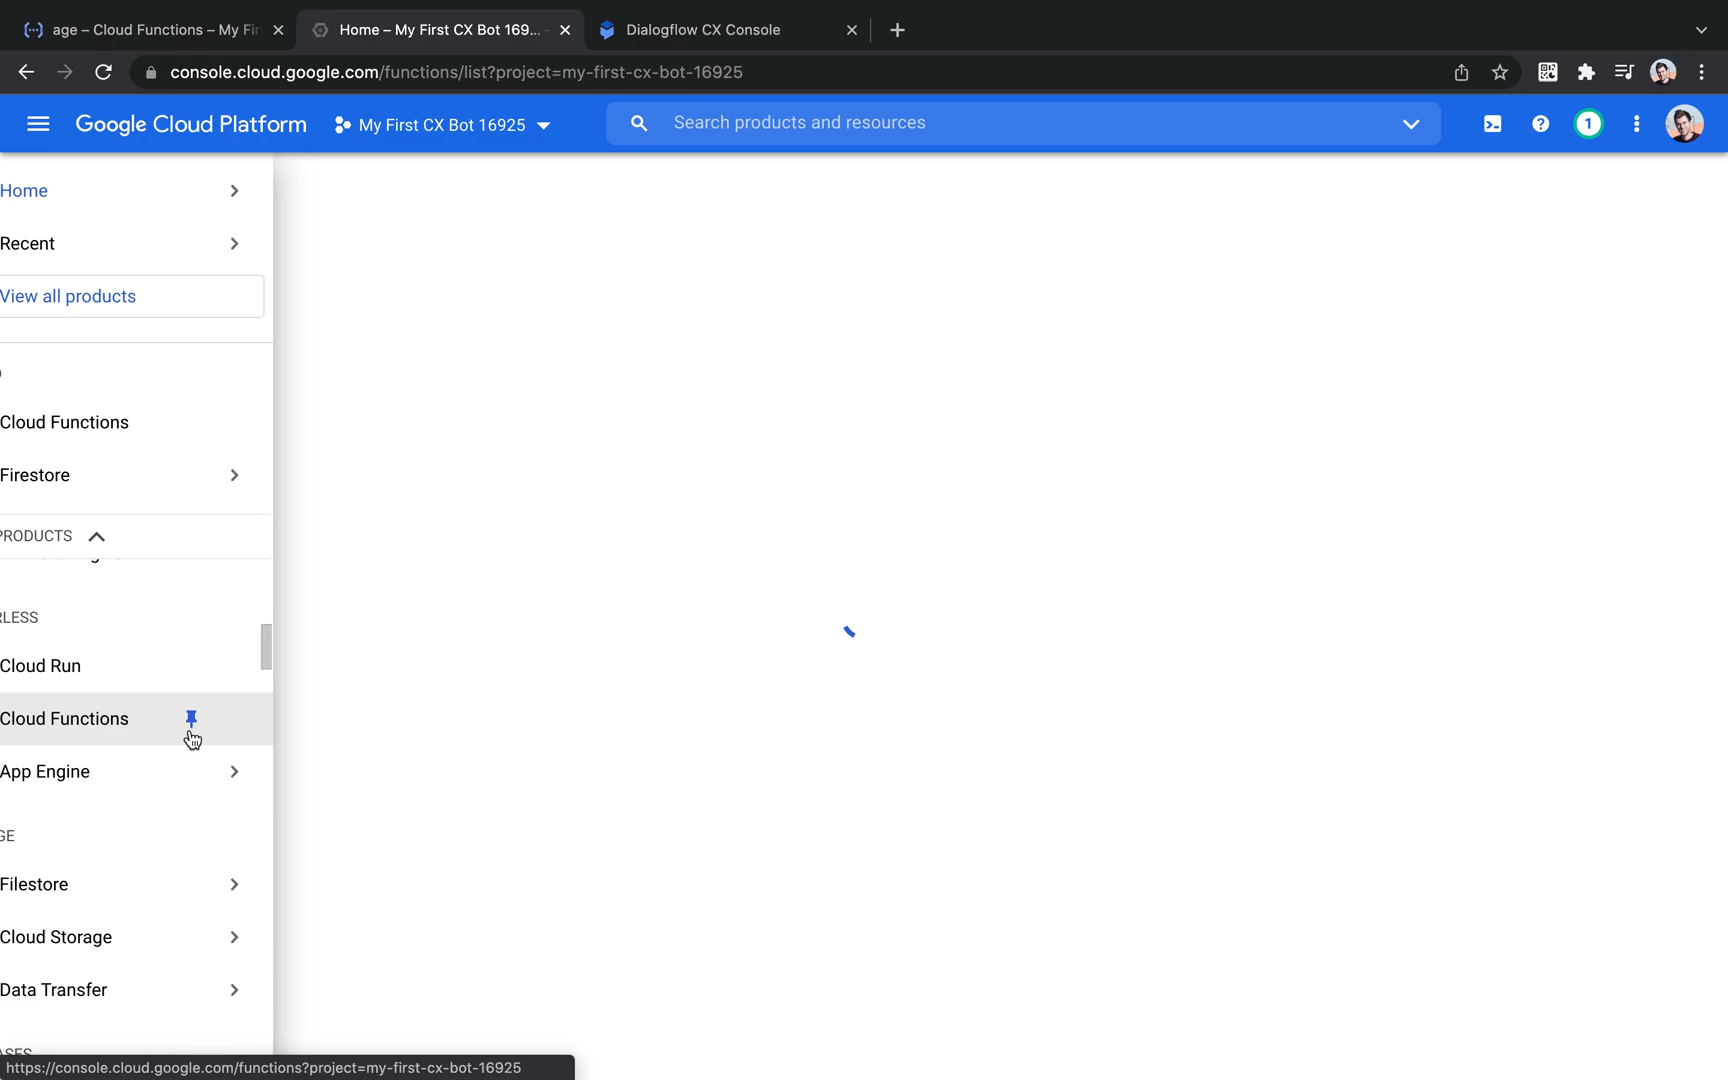 age – Cloud Functions – My Fir
Home – My First CX Bot 169...
Dialogflow CX Console
console.cloud.google.com/functions/list?project=my-first-cx-bot-16925
Google Cloud Platform
My First CX Bot 16925
Search products and resources
1
Home
Recent
View all products
Cloud Functions
Firestore
PRODUCTS
RLESS
Cloud Run
Cloud Functions
App Engine
GE
Filestore
Cloud Storage
Data Transfer
https://console.cloud.google.com/functions?project=my-first-cx-bot-16925